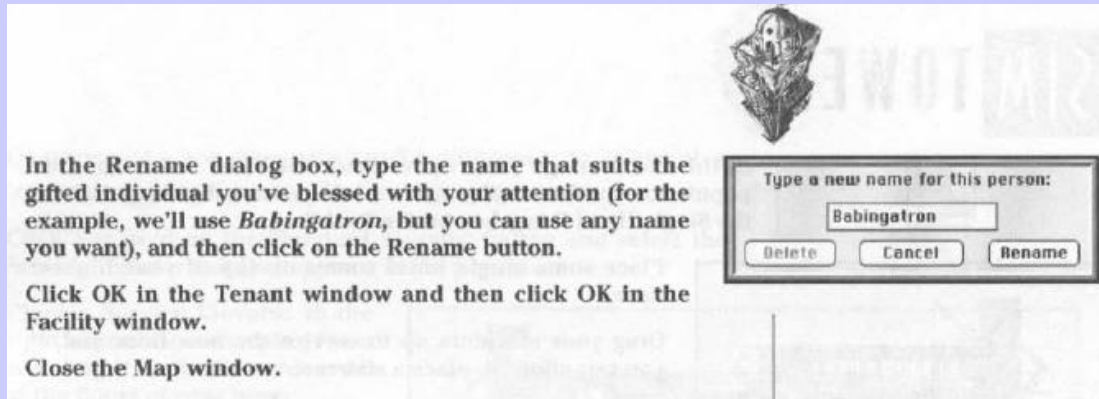 In the Rename dialog box, type the name that suits the
gifted individual you've blessed with your attention (for the
example, we'll use Babingatron, but you can use any name
you want), and then click on the Rename button.
Click OK in the Tenant window and then click OK in the
Facility window.
Close the Map window.
Type a new name for this person:
Babingatron
Delete Cancel Rename